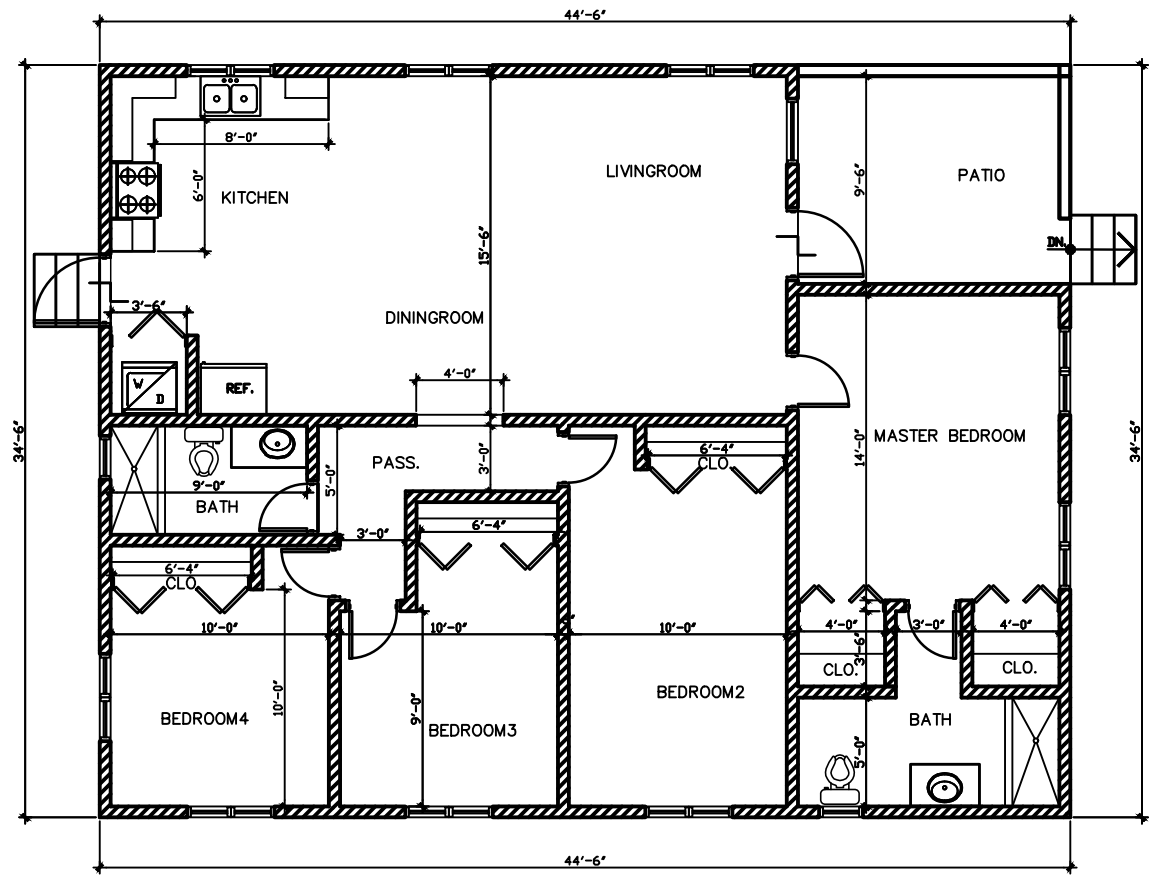 44'-6"
8'-0"
6'-0"
KITCHEN
LIVINGROOM
PATIO
9'-6"
15'-6"
DN.
3'-6"
DININGROOM
W
D
REF.
4'-0"
34'-6"
14'-0"
MASTER BEDROOM
34'-6"
PASS.
3'-0"
5'-0"
6'-4"
CLO.
9'-0"
BATH
6'-4"
3'-0"
6'-4"
CLO.
10'-0"
10'-0"
10'-0"
4'-0"
3'-0"
4'-0"
3'-6"
CLO.
CLO.
10'-0"
9'-0"
BEDROOM2
BEDROOM4
BEDROOM3
BATH
5'-0"
44'-6"